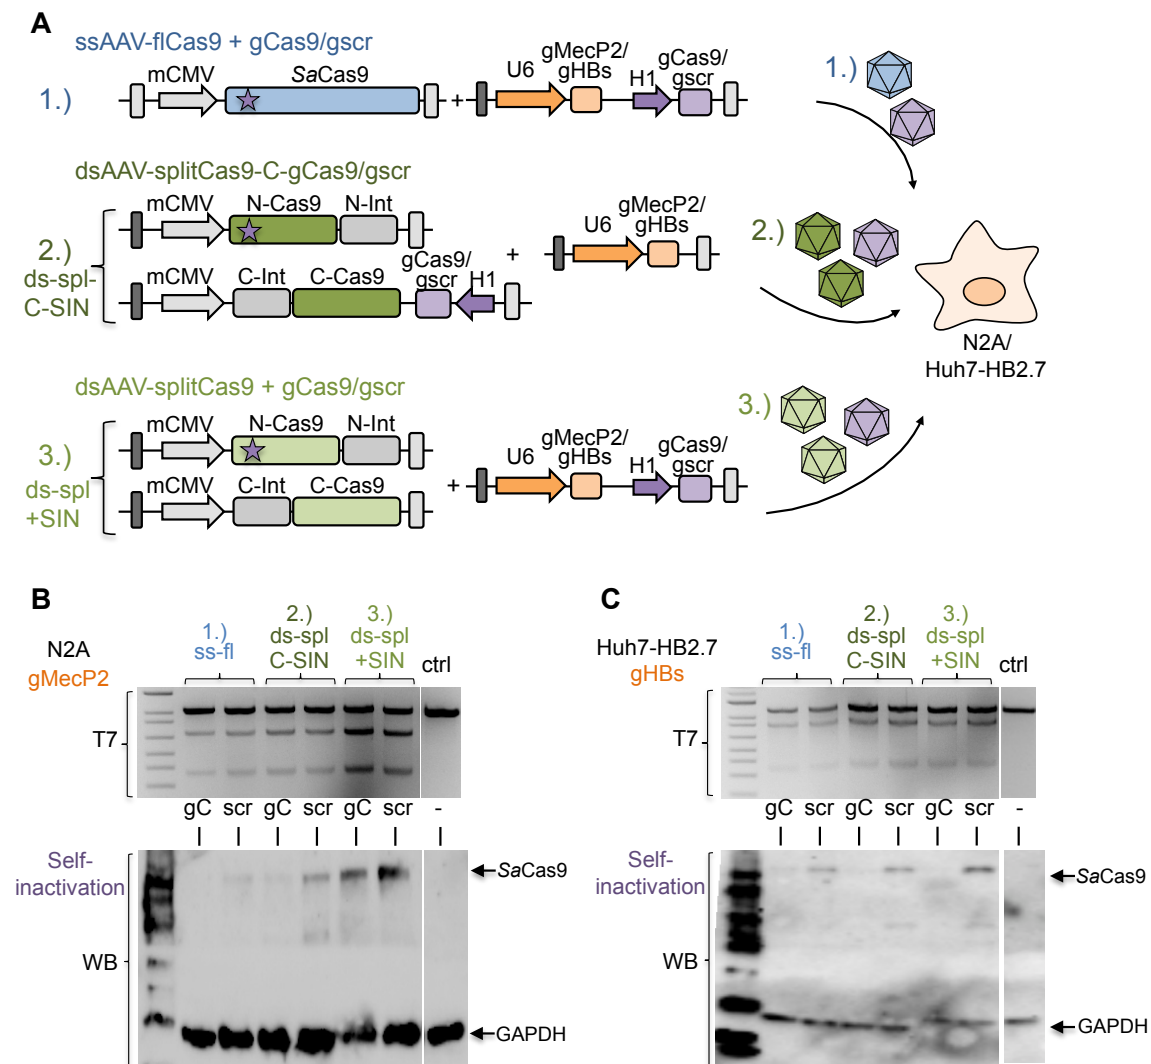 A
ssAAV-flCas9 + gCas9/gscr
1.)
mCMV
SaCas9
+
U6
gMecP2/
gHBs
H1
gCas9/
gscr
1.)
dsAAV-splitCas9-C-gCas9/gscr
2.)
ds-spl-
C-SIN
mCMV
N-Cas9
N-Int
mCMV
C-Int
C-Cas9
gCas9/
gscr
H1
+
U6
gMecP2/
gHBs
2.)
N2A/
Huh7-HB2.7
dsAAV-splitCas9 + gCas9/gscr
3.)
ds-spl
+SIN
mCMV
N-Cas9
N-Int
mCMV
C-Int
C-Cas9
+
U6
gMecP2/
gHBs
H1
gCas9/
gscr
3.)
B
N2A
gMecP2
1.)
ss-fl
2.)
ds-spl
C-SIN
3.)
ds-spl
+SIN
ctrl
T7
gC scr gC scr gC scr -
Self-
inactivation
SaCas9
WB
GAPDH
C
Huh7-HB2.7
gHBs
1.)
ss-fl
2.)
ds-spl
C-SIN
3.)
ds-spl
+SIN
ctrl
T7
gC scr gC scr gC scr -
Self-
inactivation
SaCas9
WB
GAPDH